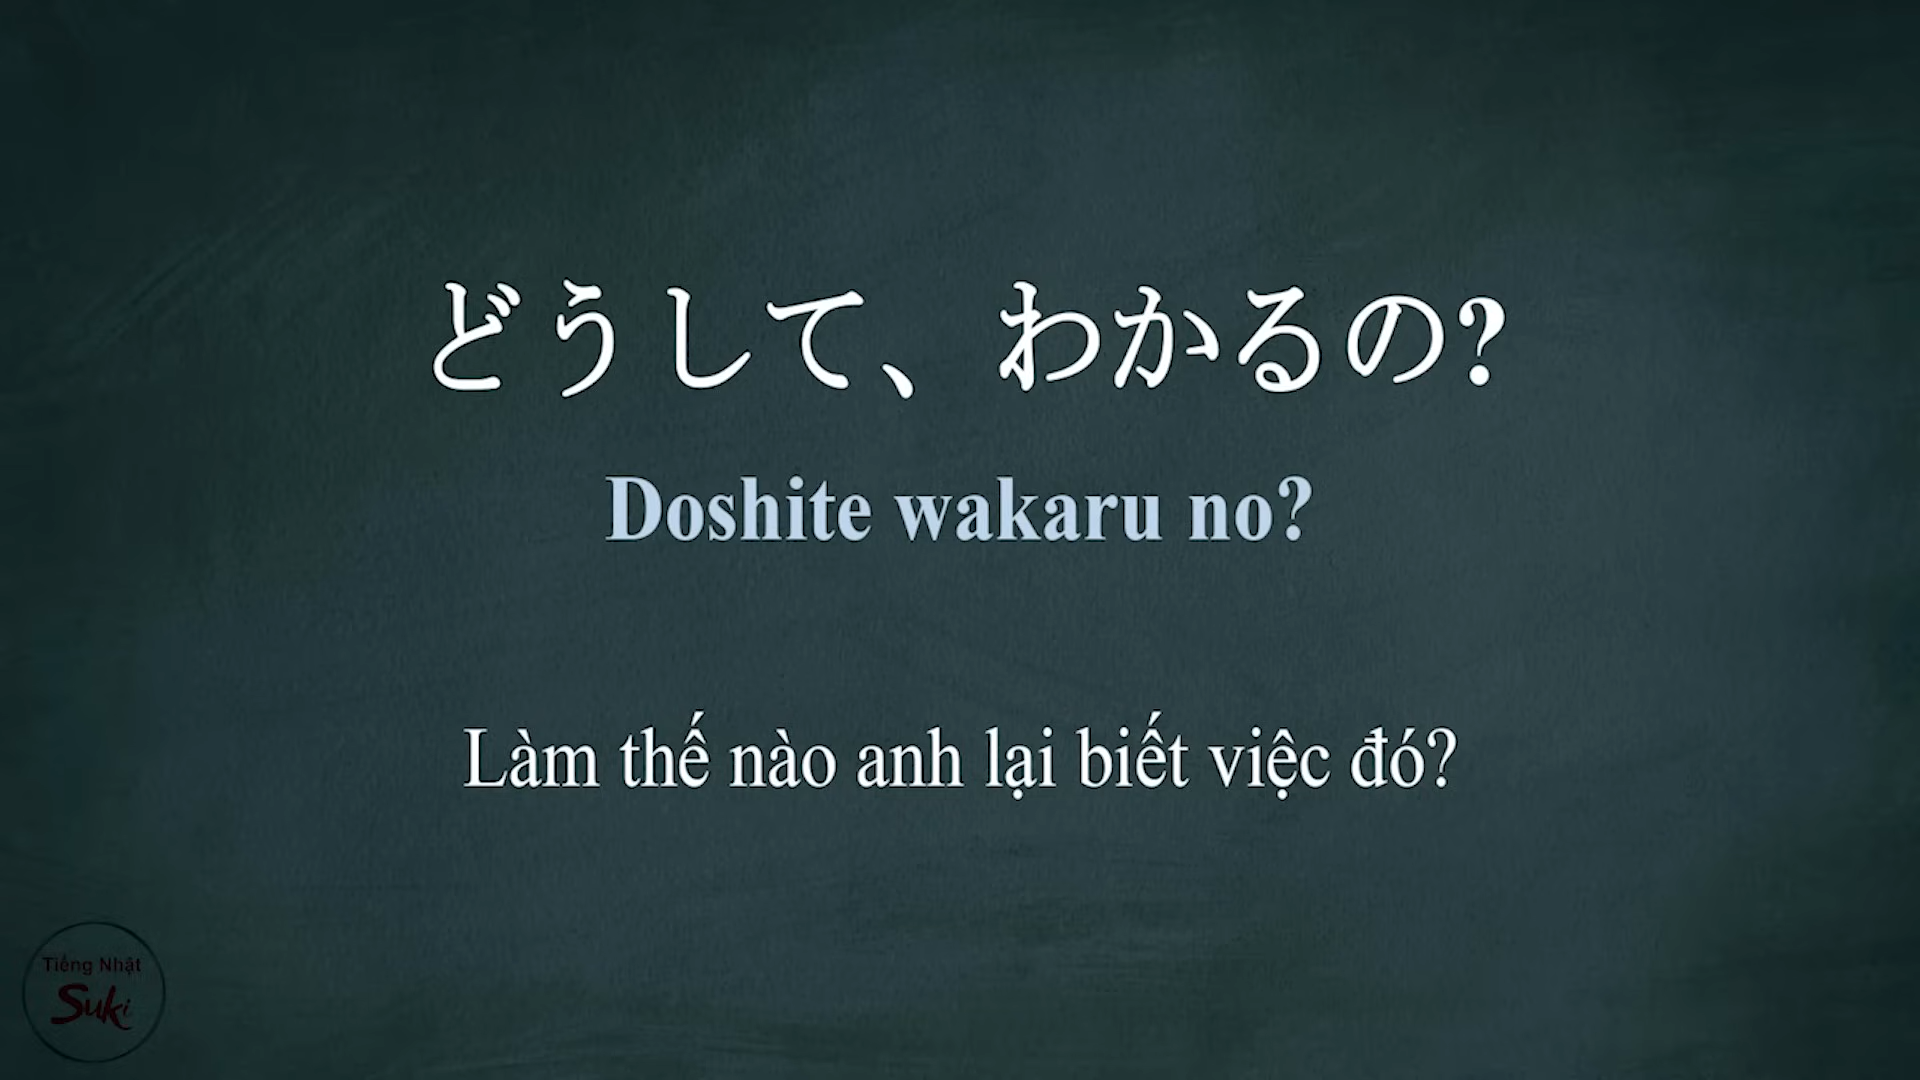 どうして、わかるの?
Doshite wakaru no?
Làm thế nào anh lại biết việc đó?
Tiếng Nhật
Suki